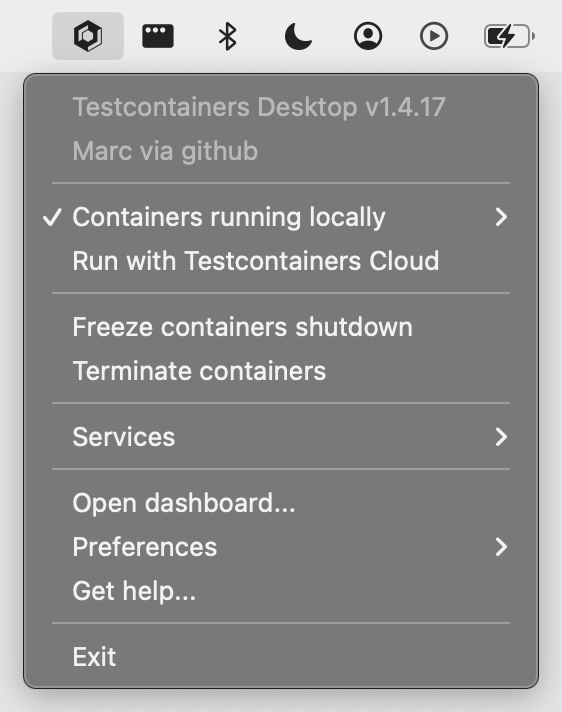 Testcontainers Desktop v1.4.17
Marc via github
Containers running locally
Run with Testcontainers Cloud
Freeze containers shutdown
Terminate containers
Services
Open dashboard...
Preferences
Get help...
Exit